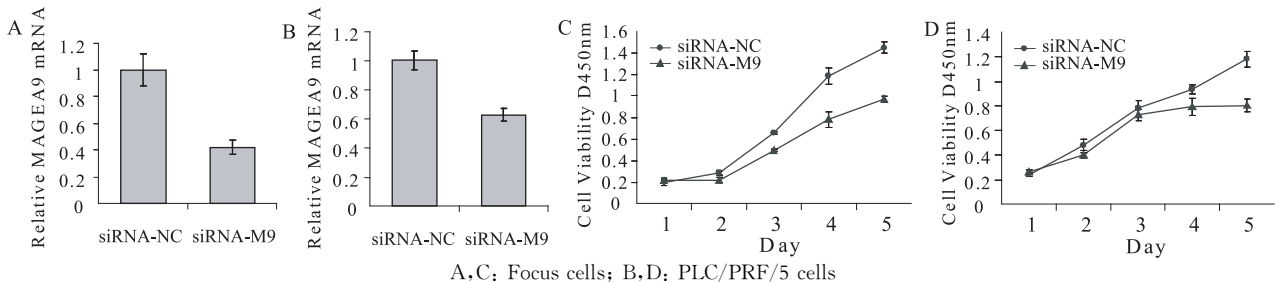 A
Relative MAGEA9 mRNA
1.2
1
0.8
0.6
0.4
0.2
0
siRNA-NC siRNA-M9
B
Relative MAGEA9 mRNA
1.2
1
0.8
0.6
0.4
0.2
0
siRNA-NC siRNA-M9
C
Cell Viability D450nm
1.6
1.4
1.2
1
0.8
0.6
0.4
0.2
0
siRNA-NC
siRNA-M9
1 2 3 4 5
Day
D
Cell Viability D450nm
1.4
1.2
1
0.8
0.6
0.4
0.2
0
siRNA-NC
siRNA-M9
1 2 3 4 5
Day
A,C: Focus cells; B,D: PLC/PRF/5 cells